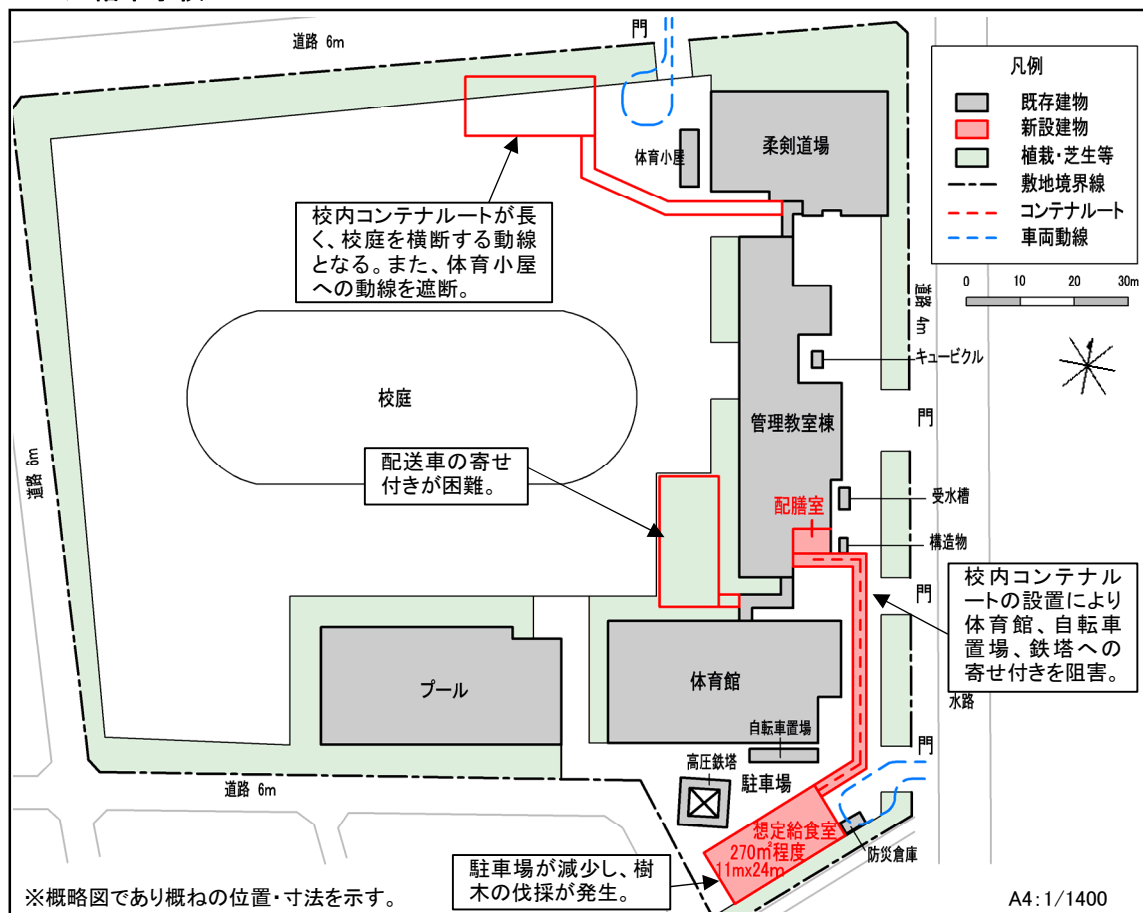 道路 6m
門
凡例
既存建物
新設建物
植栽・芝生等
敷地境界線
コンテナルート
車両動線
0 10 20 30m
柔剣道場
体育小屋
校内コンテナルートが長
く、校庭を横断する動線
となる。また、体育小屋
への動線を遮断。
道路 4m
キュービクル
校庭
管理教室棟
門
配送車の寄せ
付きが困難。
道路 6m
受水槽
配膳室
構造物
門
校内コンテナル
ートの設置により
体育館、自転車
置場、鉄塔への
寄せ付きを阻害。
プール
体育館
水路
自転車置場
門
高圧鉄塔
駐車場
道路 6m
想定給食室
270㎡程度
11mx24m
防災倉庫
駐車場が減少し、樹
木の伐採が発生。
※概略図であり概ねの位置・寸法を示す。
A4:1/1400